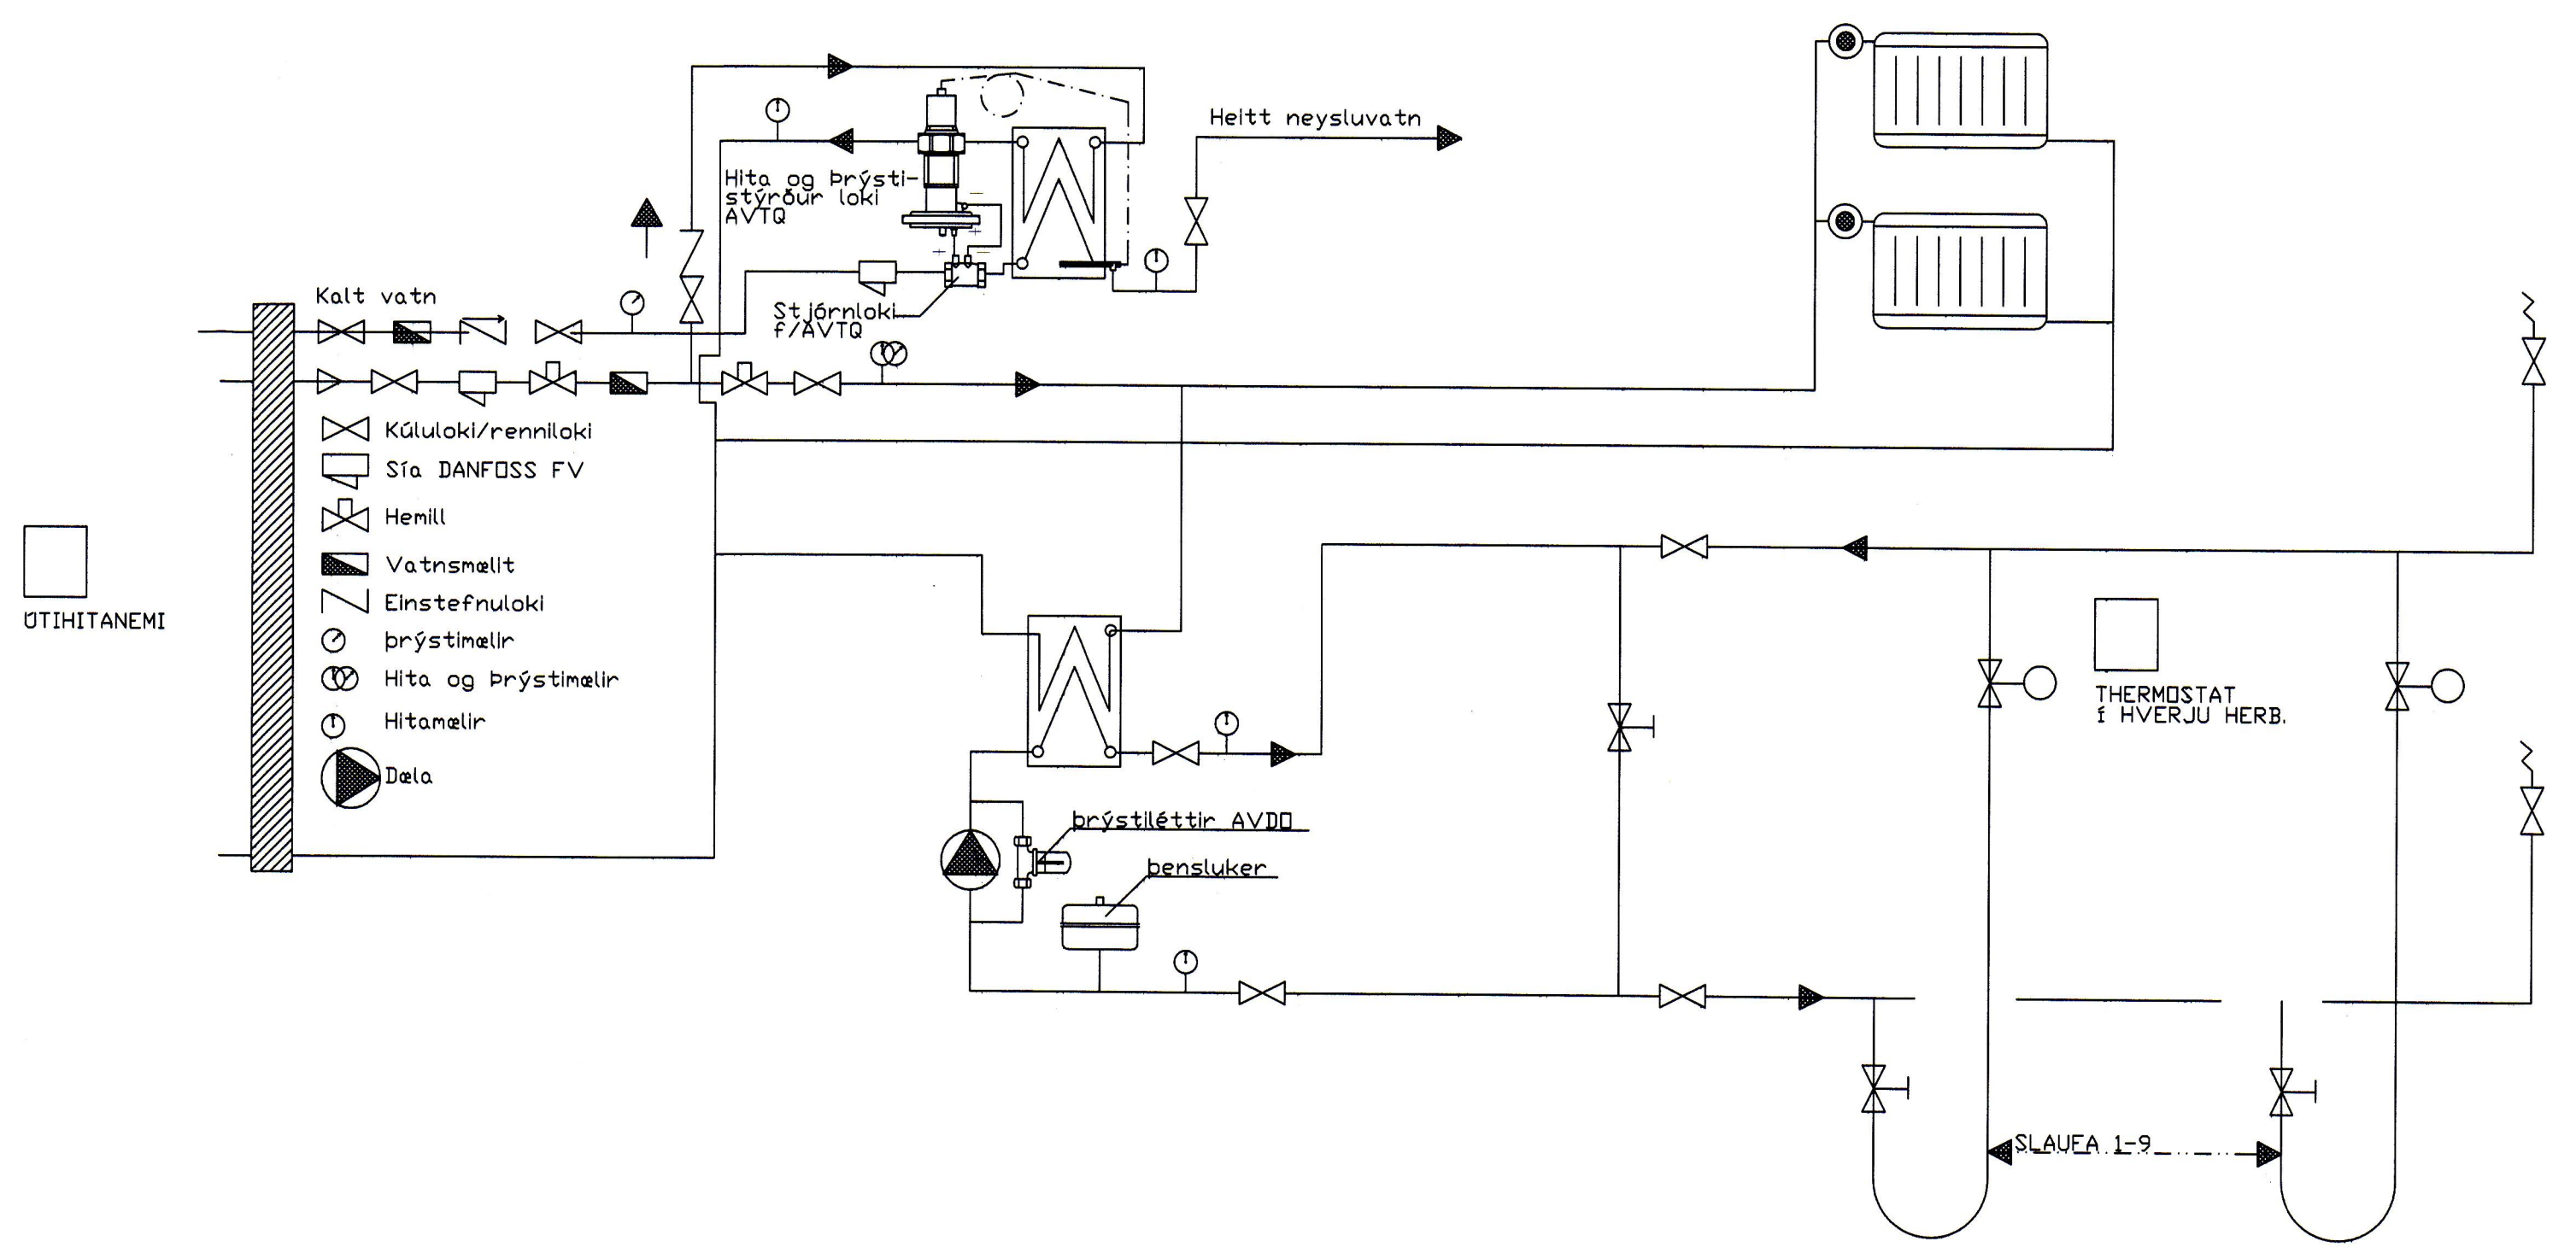 Heitt neysluvatn
Hita og Þrýsti-
stýrður loki
AVTQ
Kalt vatn
Stjórnloki
f/AVTQ
Kúluloki/renniloki
Sía DANFOSS FV
Hemill
Vatnsmælit
Einstefnuloki
Þrýstimælir
Hita og Þrýstimælir
Hitamælir
Dæla
ÚTIHITANEMI
THERMOSTAT
Í HVERJU HERB.
Þrýstiléttir AVDO
Þensluker
SLAUFA 1-9